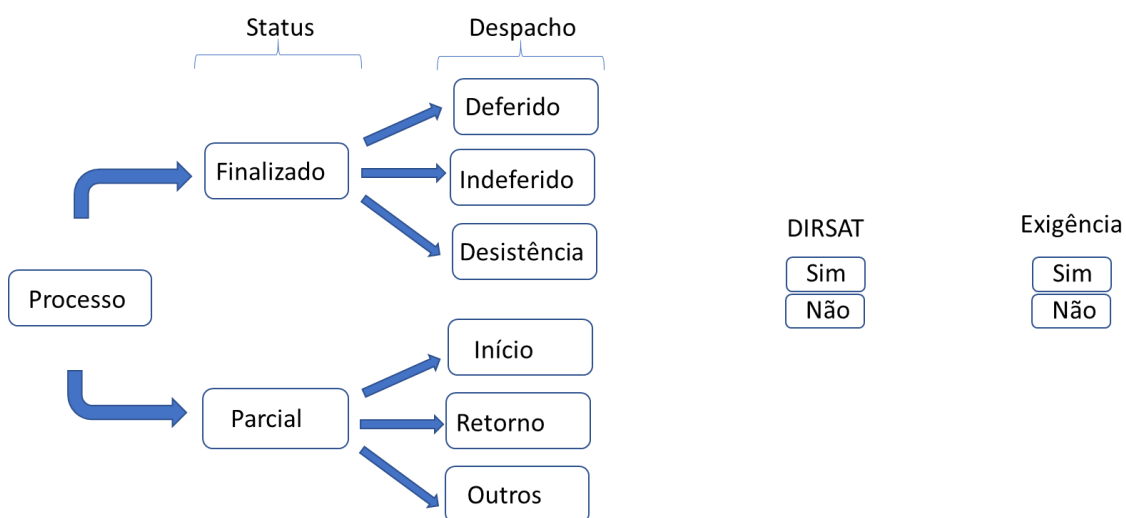 Status
Despacho
Deferido
Finalizado
Indeferido
Desistência
DIRSAT
Exigência
Sim
Sim
Não
Não
Processo
Início
Parcial
Retorno
Outros